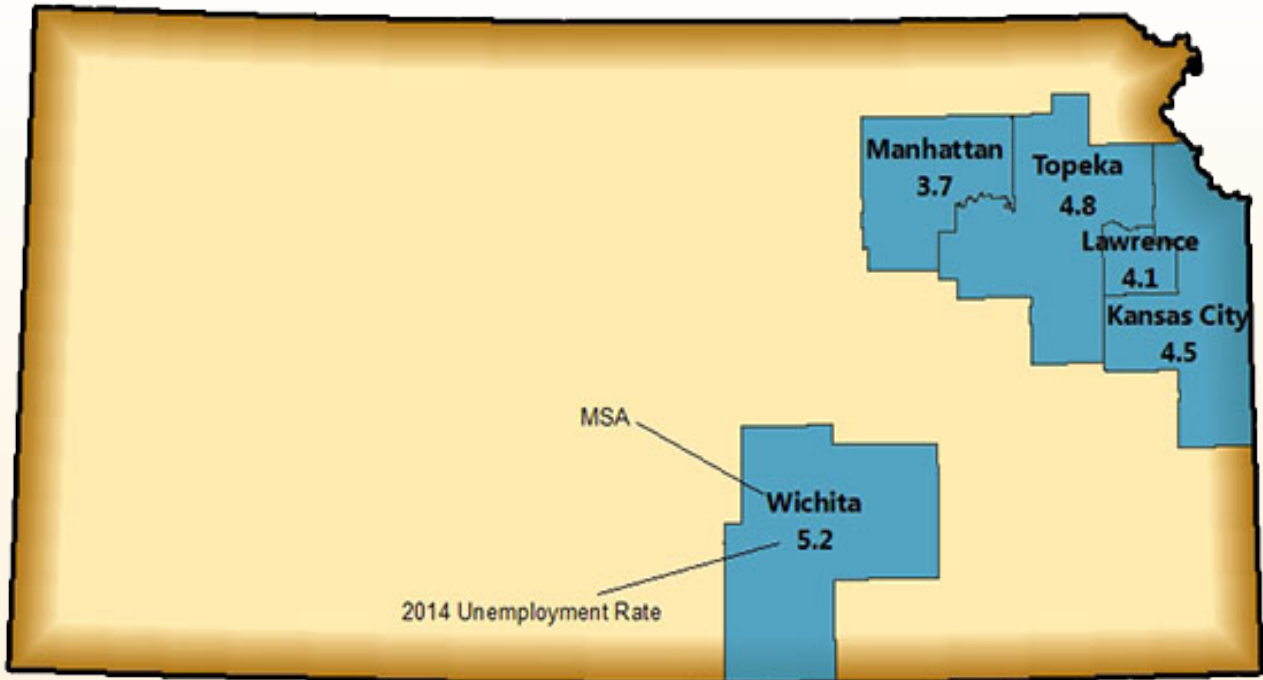 Manhattan
3.7
Topeka
4.8
Lawrence
4.1
Kansas City
4.5
MSA
Wichita
5.2
2014 Unemployment Rate